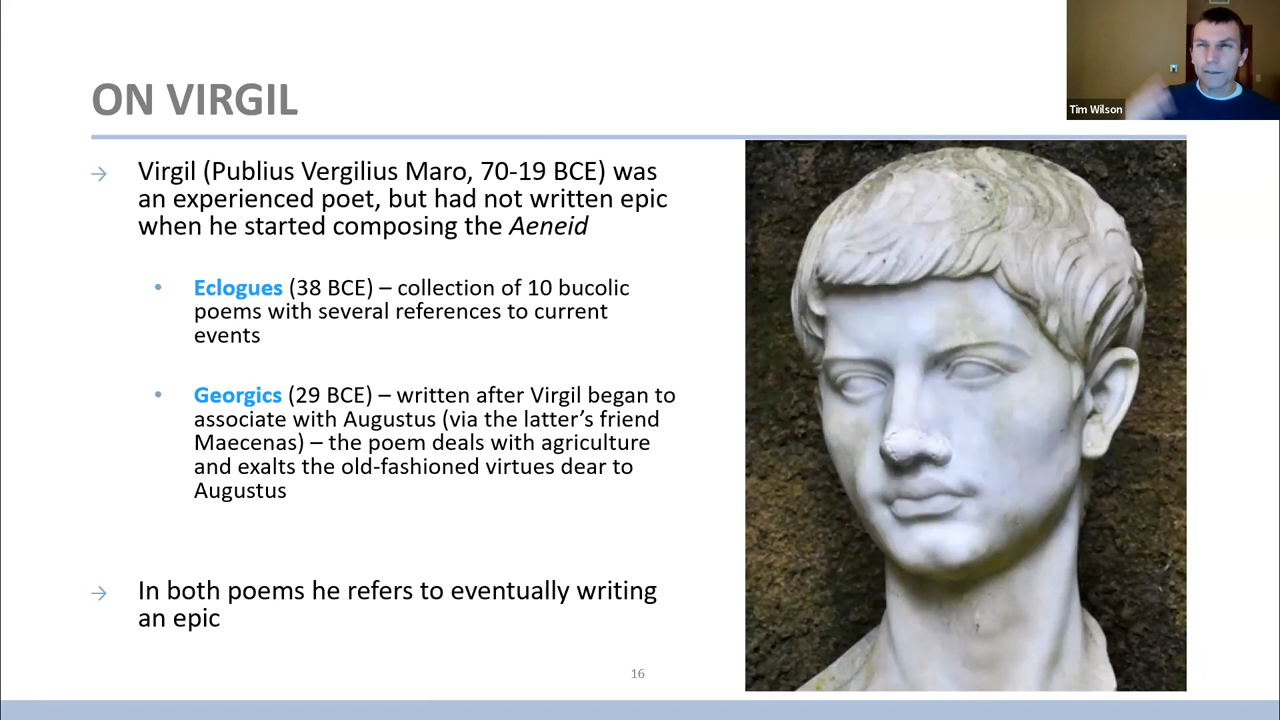 Tim Wilson
ON VIRGIL
Virgil (Publius Vergilius Maro, 70-19 BCE) was
an experienced poet, but had not written epic
when he started composing the Aeneid
Eclogues (38 BCE) – collection of 10 bucolic
poems with several references to current
events
Georgics (29 BCE) – written after Virgil began to
associate with Augustus (via the latter’s friend
Maecenas) – the poem deals with agriculture
and exalts the old-fashioned virtues dear to
Augustus
In both poems he refers to eventually writing
an epic
16